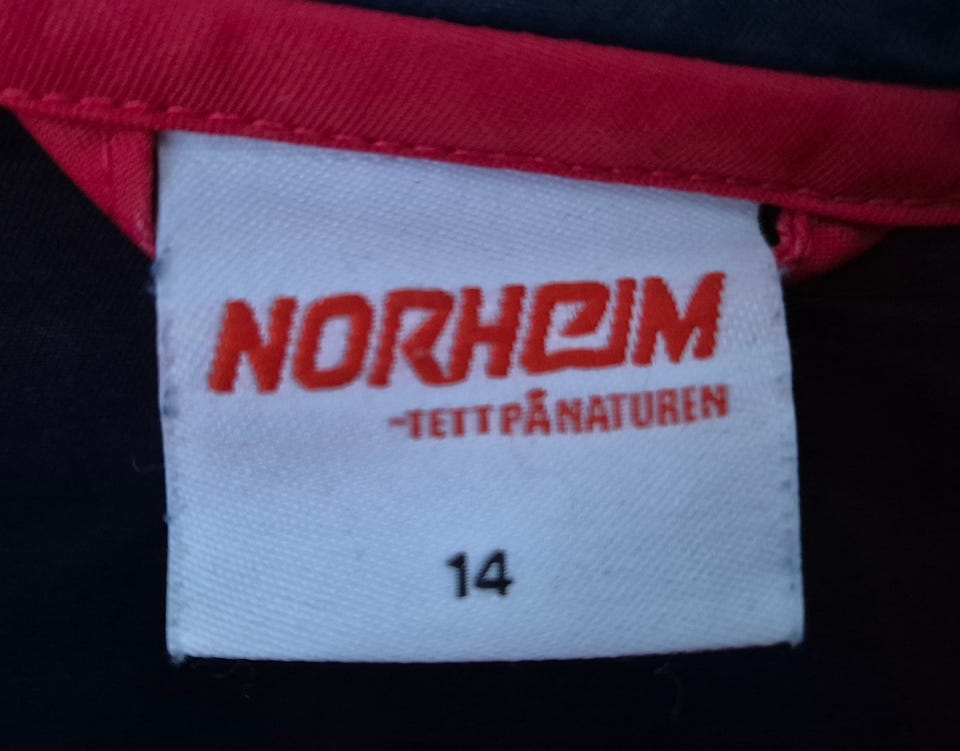 NORHEIM
-TETT PÅ NATUREN
14